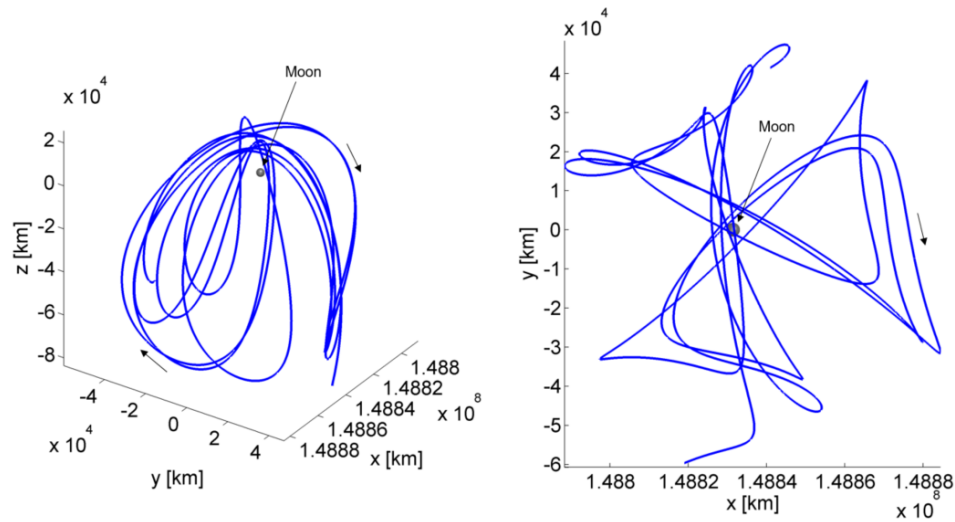 Moon
x 10⁴
2
0
-2
-4
-6
-8
z [km]
-4
-2
0
2
4
x 10⁴
y [km]
1.488
1.4882
1.4884
1.4886
1.4888
x 10⁸
x [km]
x 10⁴
Moon
4
3
2
1
0
-1
-2
-3
-4
-5
-6
y [km]
1.488 1.4882 1.4884 1.4886 1.4888
x [km]
x 10⁸